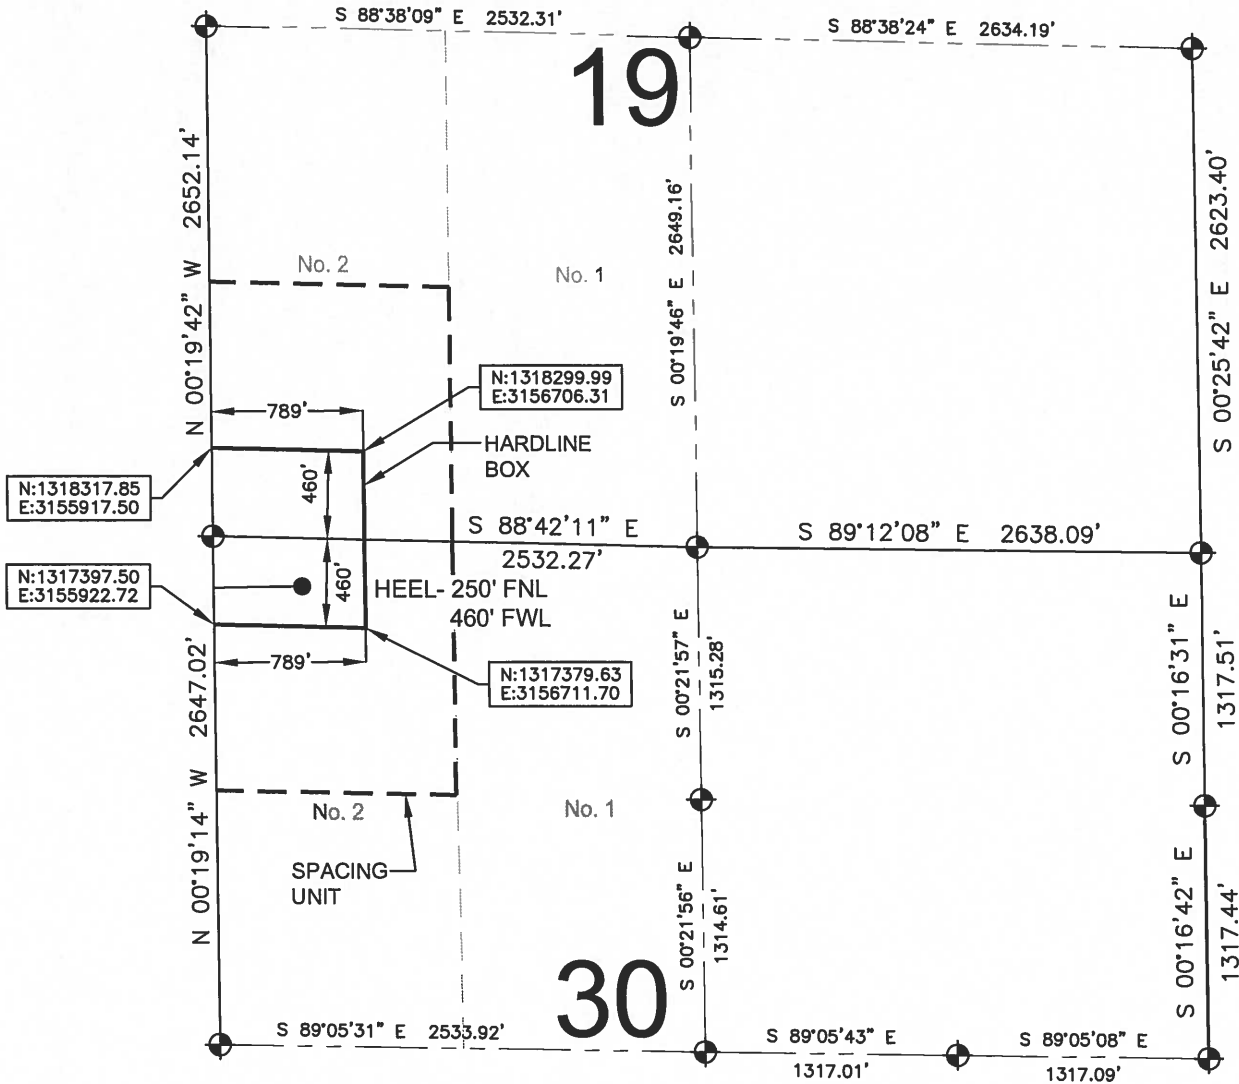 S 88°38'09" E 2532.31'
S 88°38'24" E 2634.19'
19
N 00°19'42" W 2652.14'
S 00°19'46" E 2649.16'
S 00°25'42" E 2623.40'
No. 2
No. 1
N:1318299.99
E:3156706.31
789'
HARDLINE
BOX
460'
N:1318317.85
E:3155917.50
S 88°42'11" E
2532.27'
S 89°12'08" E 2638.09'
N:1317397.50
E:3155922.72
460'
HEEL- 250' FNL
460' FWL
789'
N:1317379.63
E:3156711.70
N 00°19'14" W 2647.02'
S 00°21'57" E
1315.28'
S 00°16'31" E
1317.51'
No. 2
No. 1
SPACING
UNIT
S 00°21'56" E
1314.61'
S 00°16'42" E
1317.44'
30
S 89°05'31" E 2533.92'
S 89°05'43" E
1317.01'
S 89°05'08" E
1317.09'